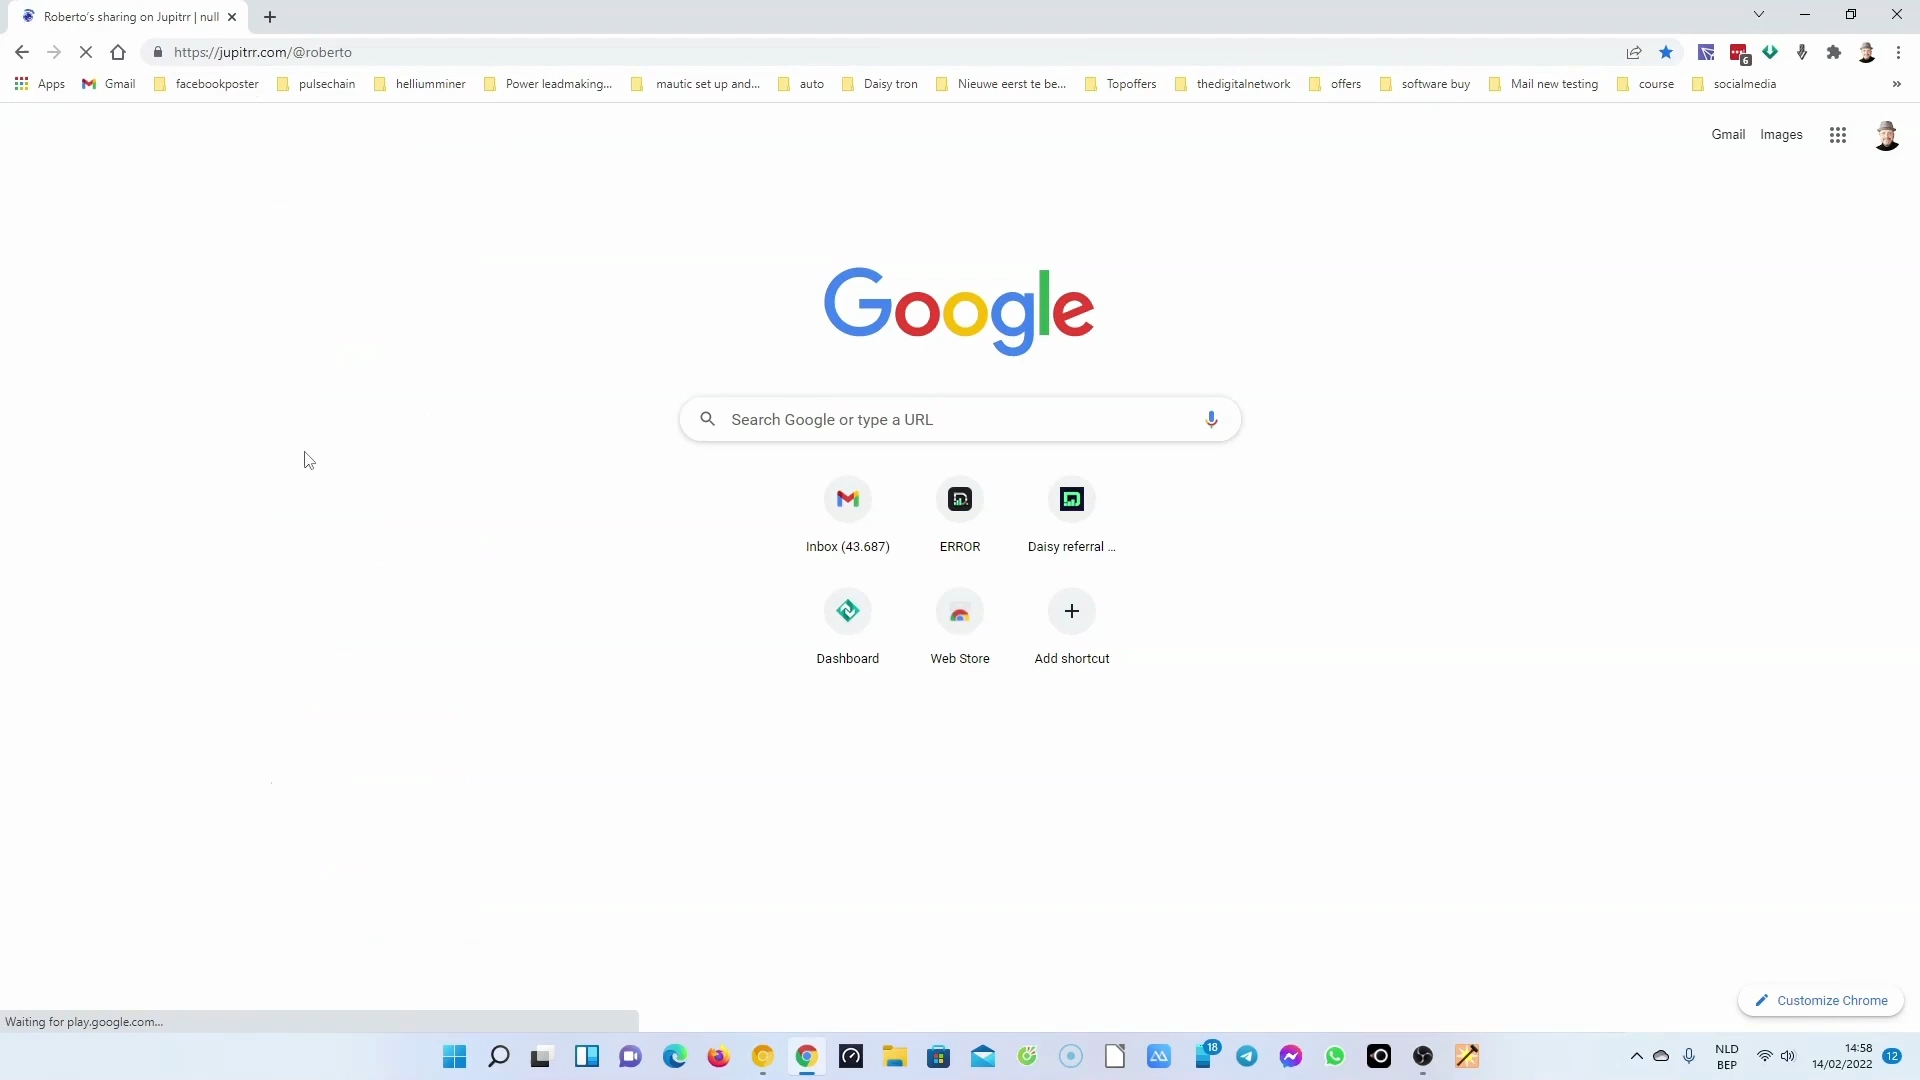 Roberto's sharing on Jupitrr | null
https://jupitrr.com/@roberto
6
Apps Gmail facebookposter pulsechain helliumminer Power leadmaking... mautic set up and... auto Daisy tron Nieuwe eerst te be... Topoffers thedigitalnetwork offers software buy Mail new testing course socialmedia »
Gmail Images
Google
Search Google or type a URL
Inbox (43.687) ERROR Daisy referral ...
Dashboard Web Store Add shortcut
Customize Chrome
Waiting for play.google.com...
18
NLD
BEP
14:58
14/02/2022
12